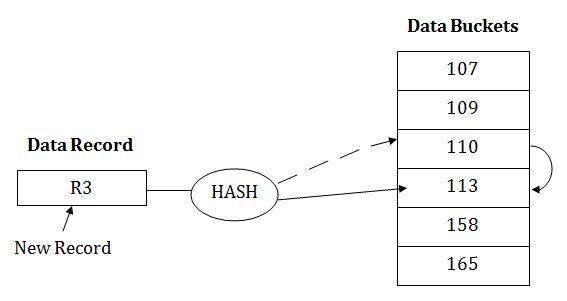 Data Buckets
107
109
Data Record
110
R3
HASH
113
New Record
158
165